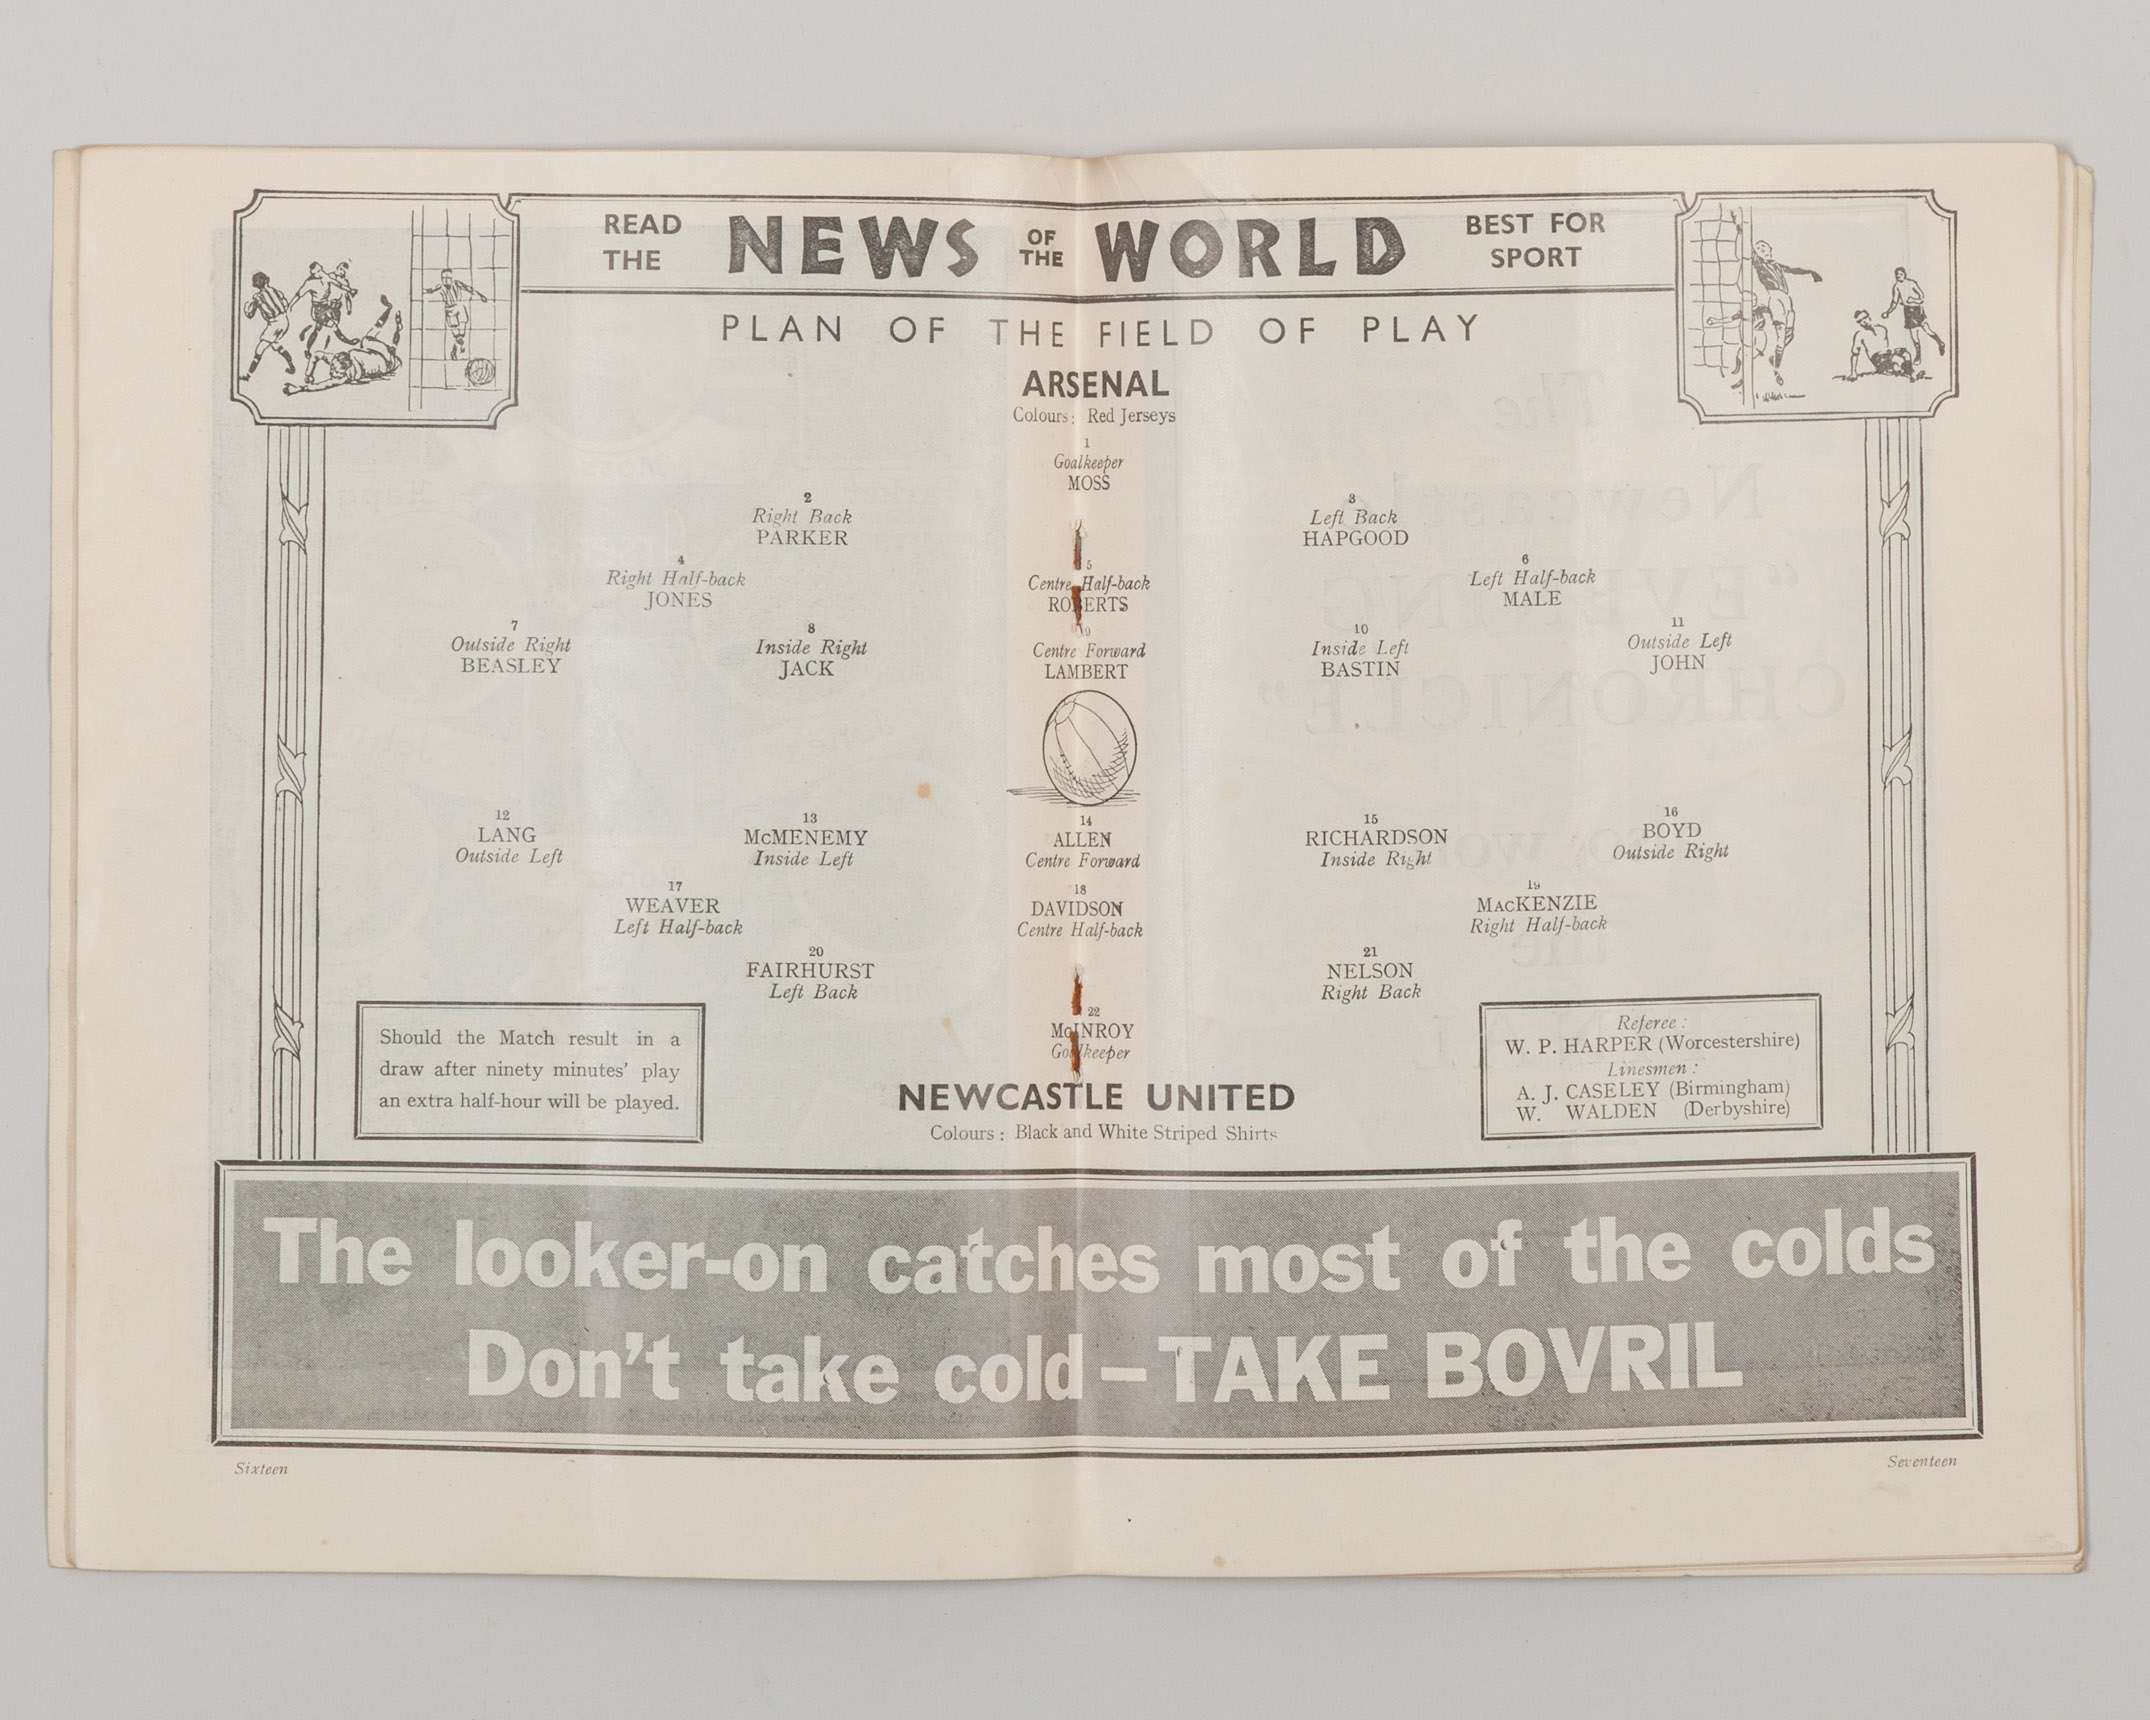 READ THE NEWS OF THE WORLD BEST FOR SPORT
PLAN OF THE FIELD OF PLAY
ARSENAL
Colours: Red Jerseys
1
Goalkeeper
MOSS
2
Right Back
PARKER
3
Left Back
HAPGOOD
4
Right Half-back
JONES
5
Centre Half-back
ROBERTS
6
Left Half-back
MALE
7
Outside Right
BEASLEY
8
Inside Right
JACK
9
Centre Forward
LAMBERT
10
Inside Left
BASTIN
11
Outside Left
JOHN
12
LANG
Outside Left
13
McMENEMY
Inside Left
14
ALLEN
Centre Forward
15
RICHARDSON
Inside Right
16
BOYD
Outside Right
17
WEAVER
Left Half-back
18
DAVIDSON
Centre Half-back
19
MacKENZIE
Right Half-back
20
FAIRHURST
Left Back
21
NELSON
Right Back
22
McINROY
Goalkeeper
NEWCASTLE UNITED
Colours: Black and White Striped Shirts
Should the Match result in a
draw after ninety minutes' play
an extra half-hour will be played.
Referee:
W. P. HARPER (Worcestershire)
Linesmen:
A. J. CASELEY (Birmingham)
W. WALDEN (Derbyshire)
The looker-on catches most of the colds
Don't take cold – TAKE BOVRIL
Sixteen
Seventeen